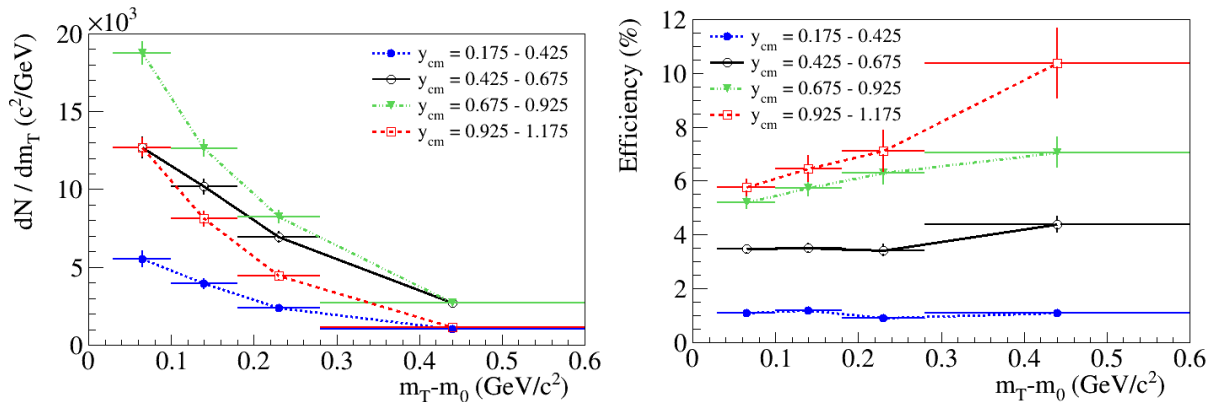 ×10³
20
15
10
5
0
dN / dm_T (c²/GeV)
y_cm = 0.175 - 0.425
y_cm = 0.425 - 0.675
y_cm = 0.675 - 0.925
y_cm = 0.925 - 1.175
0 0.1 0.2 0.3 0.4 0.5 0.6
m_T-m_0 (GeV/c²)
12
10
8
6
4
2
0
Efficiency (%)
y_cm = 0.175 - 0.425
y_cm = 0.425 - 0.675
y_cm = 0.675 - 0.925
y_cm = 0.925 - 1.175
0 0.1 0.2 0.3 0.4 0.5 0.6
m_T-m_0 (GeV/c²)